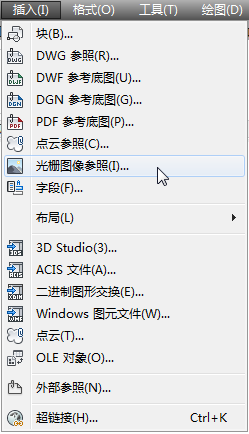 插入(I) 格式(O) 工具(T) 绘图(D)
块(B)...
DWG 参照(R)...
DWF 参考底图(U)...
DGN 参考底图(G)...
PDF 参考底图(P)...
点云参照(C)...
光栅图像参照(I)...
字段(F)...
布局(L)
3D Studio(3)...
ACIS 文件(A)...
二进制图形交换(E)...
Windows 图元文件(W)...
点云(T)...
OLE 对象(O)...
外部参照(N)...
超链接(H)... Ctrl+K